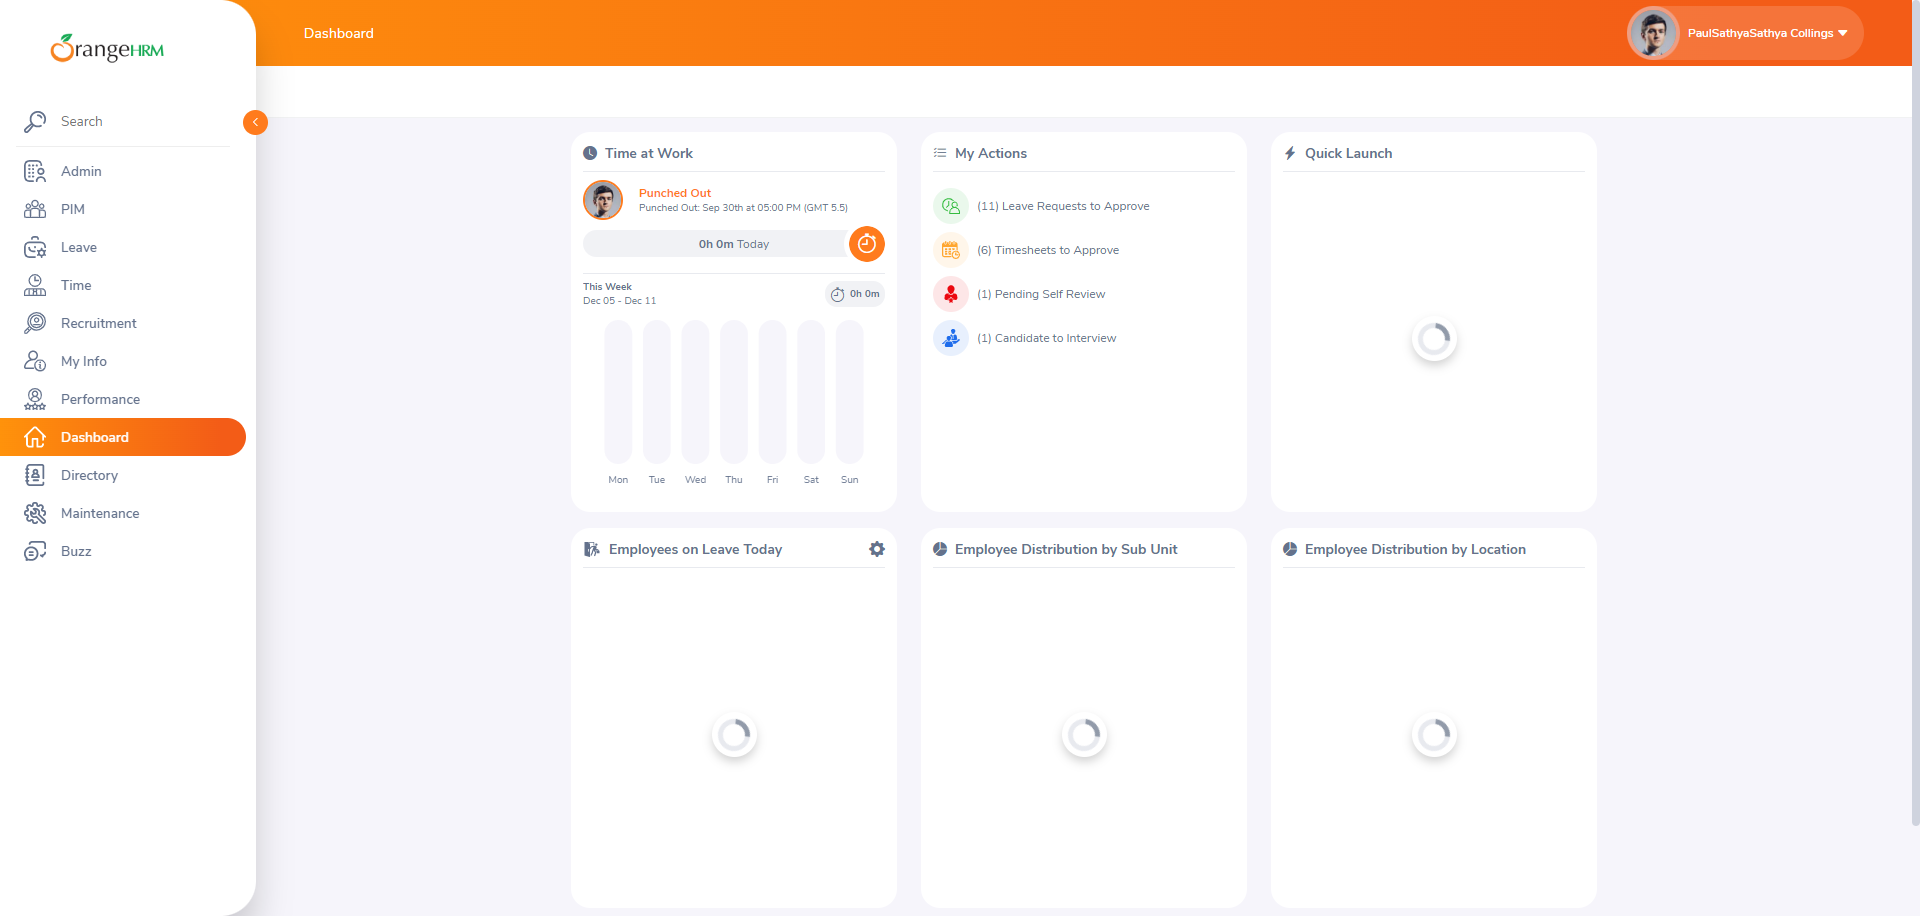 OrangeHRM
Search
Admin
PIM
Leave
Time
Recruitment
My Info
Performance
Dashboard
Directory
Maintenance
Buzz
Dashboard
PaulSathyaSathya Collings
Time at Work
Punched Out
Punched Out: Sep 30th at 05:00 PM (GMT 5.5)
0h 0m Today
This Week
Dec 05 - Dec 11
0h 0m
Mon Tue Wed Thu Fri Sat Sun
My Actions
(11) Leave Requests to Approve
(6) Timesheets to Approve
(1) Pending Self Review
(1) Candidate to Interview
Quick Launch
Employees on Leave Today
Employee Distribution by Sub Unit
Employee Distribution by Location